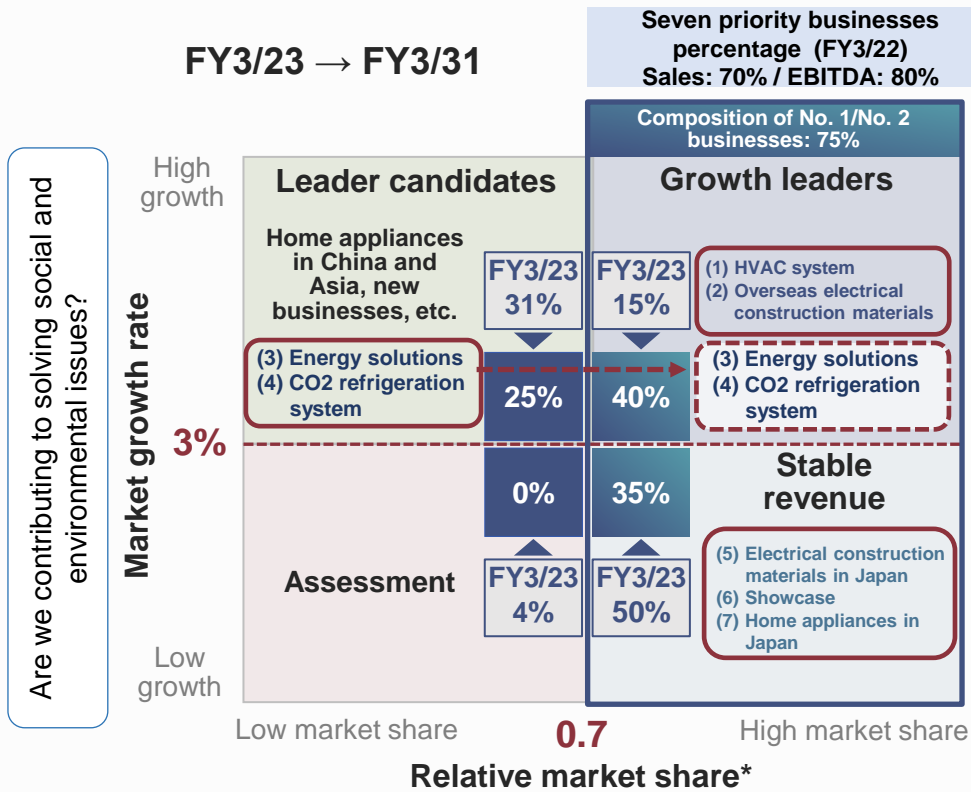 FY3/23 → FY3/31
Seven priority businesses
percentage (FY3/22)
Sales: 70% / EBITDA: 80%
Composition of No. 1/No. 2
businesses: 75%
Are we contributing to solving social and
environmental issues?
Market growth rate
High
growth
3%
Low
growth
Leader candidates
Home appliances
in China and
Asia, new
businesses, etc.
(3) Energy solutions
(4) CO2 refrigeration
system
FY3/23
31%
25%
Growth leaders
FY3/23
15%
40%
(1) HVAC system
(2) Overseas electrical
construction materials
(3) Energy solutions
(4) CO2 refrigeration
system
Assessment
0%
FY3/23
4%
Stable
revenue
35%
FY3/23
50%
(5) Electrical construction
materials in Japan
(6) Showcase
(7) Home appliances in
Japan
Low market share
0.7
High market share
Relative market share*